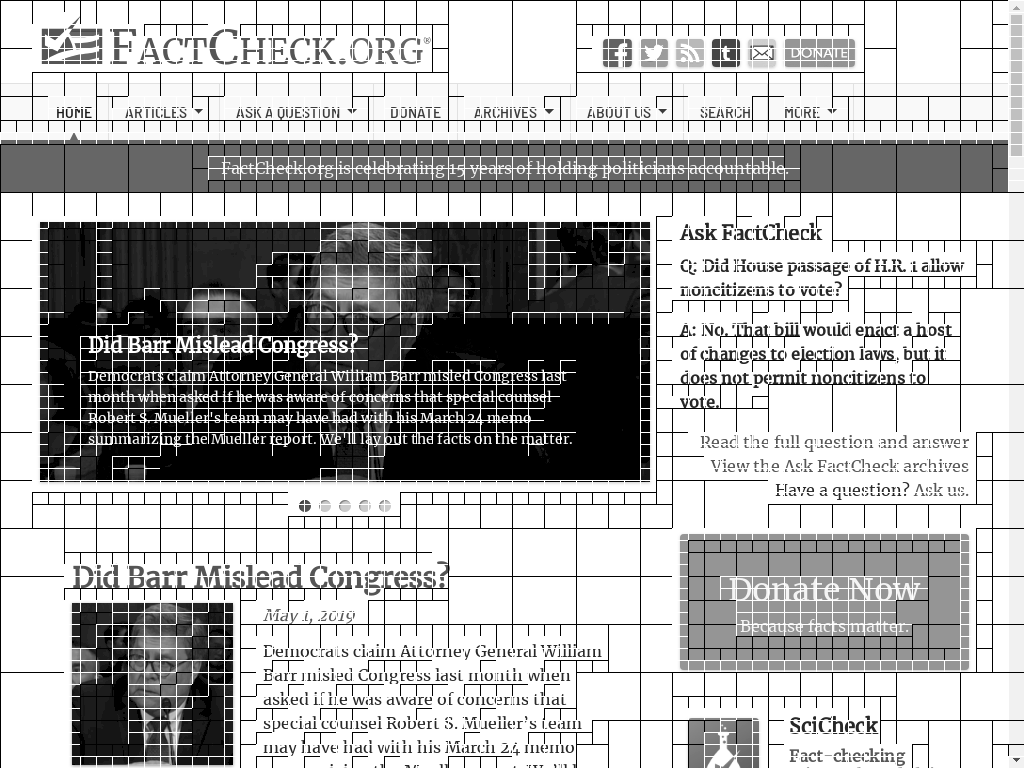 FACTCHECK.ORG®
DONATE
HOME ARTICLES ASK A QUESTION DONATE ARCHIVES ABOUT US SEARCH MORE
FactCheck.org is celebrating 15 years of holding politicians accountable.
Did Barr Mislead Congress?
Democrats claim Attorney General William Barr misled Congress last
month when asked if he was aware of concerns that special counsel
Robert S. Mueller's team may have had with his March 24 memo
summarizing the Mueller report. We'll lay out the facts on the matter.
Ask FactCheck
Q: Did House passage of H.R. 1 allow
noncitizens to vote?
A: No. That bill would enact a host
of changes to election laws, but it
does not permit noncitizens to
vote.
Read the full question and answer
View the Ask FactCheck archives
Have a question? Ask us.
Donate Now
Because facts matter.
Did Barr Mislead Congress?
May 1, 2019
Democrats claim Attorney General William
Barr misled Congress last month when
asked if he was aware of concerns that
special counsel Robert S. Mueller's team
may have had with his March 24 memo
SciCheck
Fact-checking